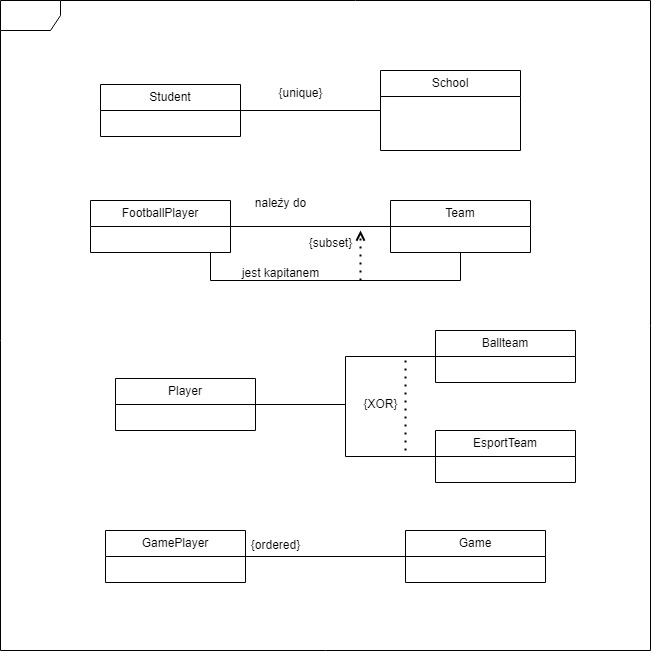 Student
{unique}
School
FootballPlayer
należy do
Team
{subset}
jest kapitanem
Ballteam
Player
{XOR}
EsportTeam
GamePlayer
{ordered}
Game